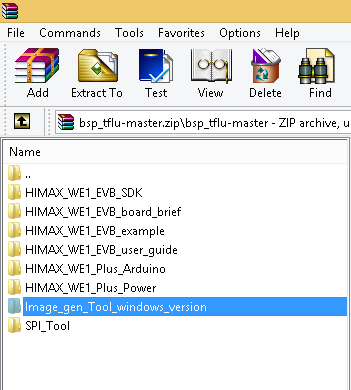 File Commands Tools Favorites Options Help
Add Extract To Test View Delete Find
bsp_tflu-master.zip\bsp_tflu-master - ZIP archive, u
Name
..
HIMAX_WE1_EVB_SDK
HIMAX_WE1_EVB_board_brief
HIMAX_WE1_EVB_example
HIMAX_WE1_EVB_user_guide
HIMAX_WE1_Plus_Arduino
HIMAX_WE1_Plus_Power
Image_gen_Tool_windows_version
SPI_Tool